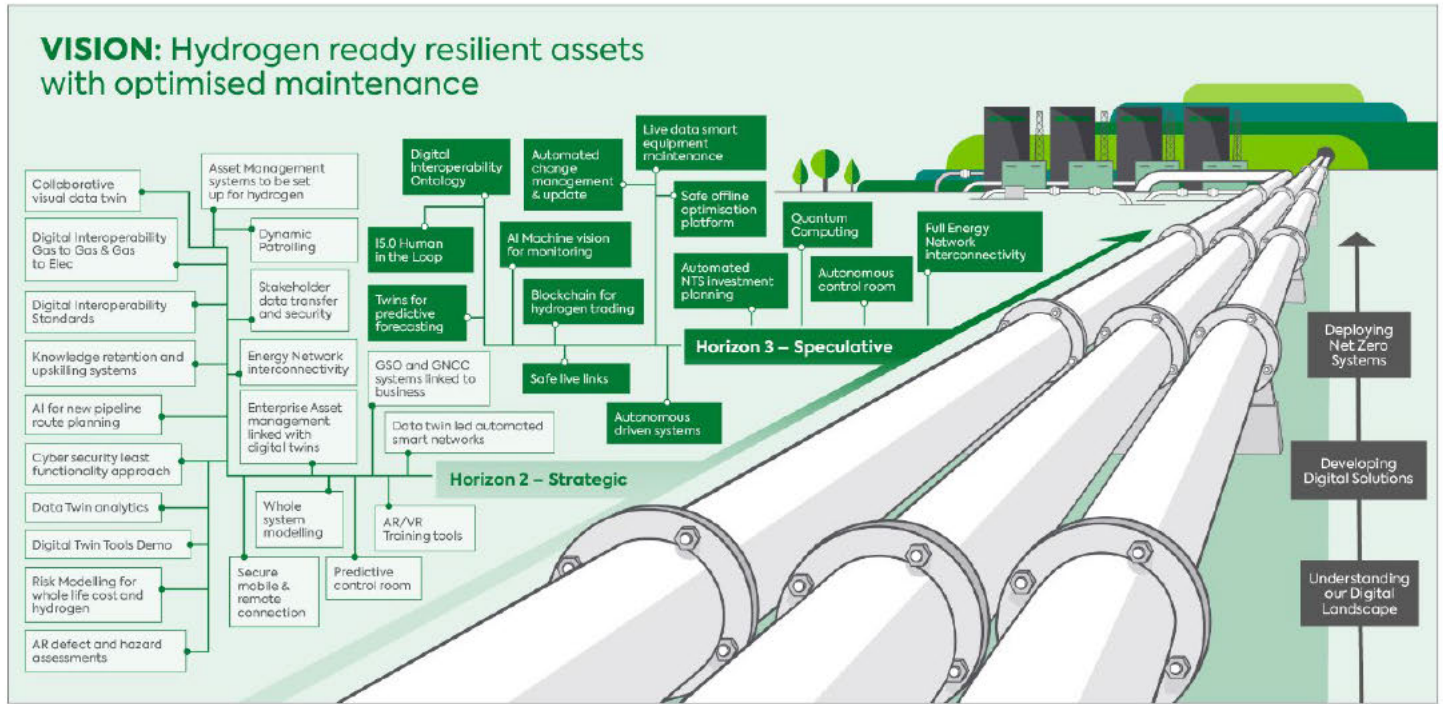 VISION: Hydrogen ready resilient assets
with optimised maintenance
Collaborative
visual data twin
Asset Management
systems to be set
up for hydrogen
Digital Interoperability
Gas to Gas & Gas
to Elec
Dynamic
Patrolling
Digital Interoperability
Standards
Stakeholder
data transfer
and security
Knowledge retention and
upskilling systems
Energy Network
interconnectivity
AI for new pipeline
route planning
Enterprise Asset
management
linked with
digital twins
Cyber security least
functionality approach
Data Twin analytics
Digital Twin Tools Demo
Risk Modelling for
whole life cost and
hydrogen
AR defect and hazard
assessments
GSO and GNCC
systems linked to
business
Data twin led automated
smart networks
Horizon 2 – Strategic
Whole
system
modelling
AR/VR
Training tools
Secure
mobile &
remote
connection
Predictive
control room
Digital
Interoperability
Ontology
Automated
change
management
& update
Live data smart
equipment
maintenance
Safe offline
optimisation
platform
I5.0 Human
in the Loop
AI Machine vision
for monitoring
Twins for
predictive
forecasting
Blockchain for
hydrogen trading
Safe live links
Autonomous
driven systems
Quantum
Computing
Full Energy
Network
interconnectivity
Automated
NTS investment
planning
Autonomous
control room
Horizon 3 – Speculative
Deploying
Net Zero
Systems
Developing
Digital Solutions
Understanding
our Digital
Landscape